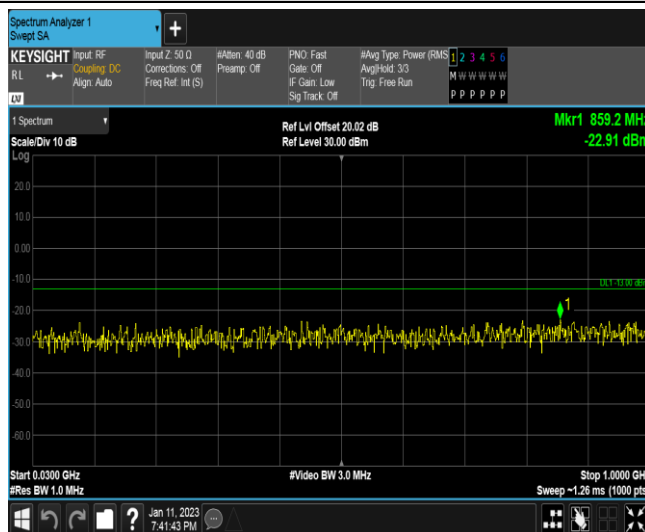 Spectrum Analyzer 1
Swept SA
+
KEYSIGHT
RL
LXI
Input: RF
Coupling: DC
Align: Auto
Input Z: 50 Ω
Corrections: Off
Freq Ref: Int (S)
#Atten: 40 dB
Preamp: Off
PNO: Fast
Gate: Off
IF Gain: Low
Sig Track: Off
#Avg Type: Power (RMS
Avg|Hold: 3/3
Trig: Free Run
1 2 3 4 5 6
M W W W W W
P P P P P P
1 Spectrum
Scale/Div 10 dB
Log
Ref Lvl Offset 20.02 dB
Ref Level 30.00 dBm
Mkr1 859.2 MHz
-22.91 dBm
20.0
10.0
0.00
-10.0
DL1 -13.00 dBm
-20.0
1
-30.0
-40.0
-50.0
-60.0
Start 0.0300 GHz
#Res BW 1.0 MHz
#Video BW 3.0 MHz
Stop 1.0000 GH
Sweep ~1.26 ms (1000 pts
?
Jan 11, 2023
7:41:43 PM